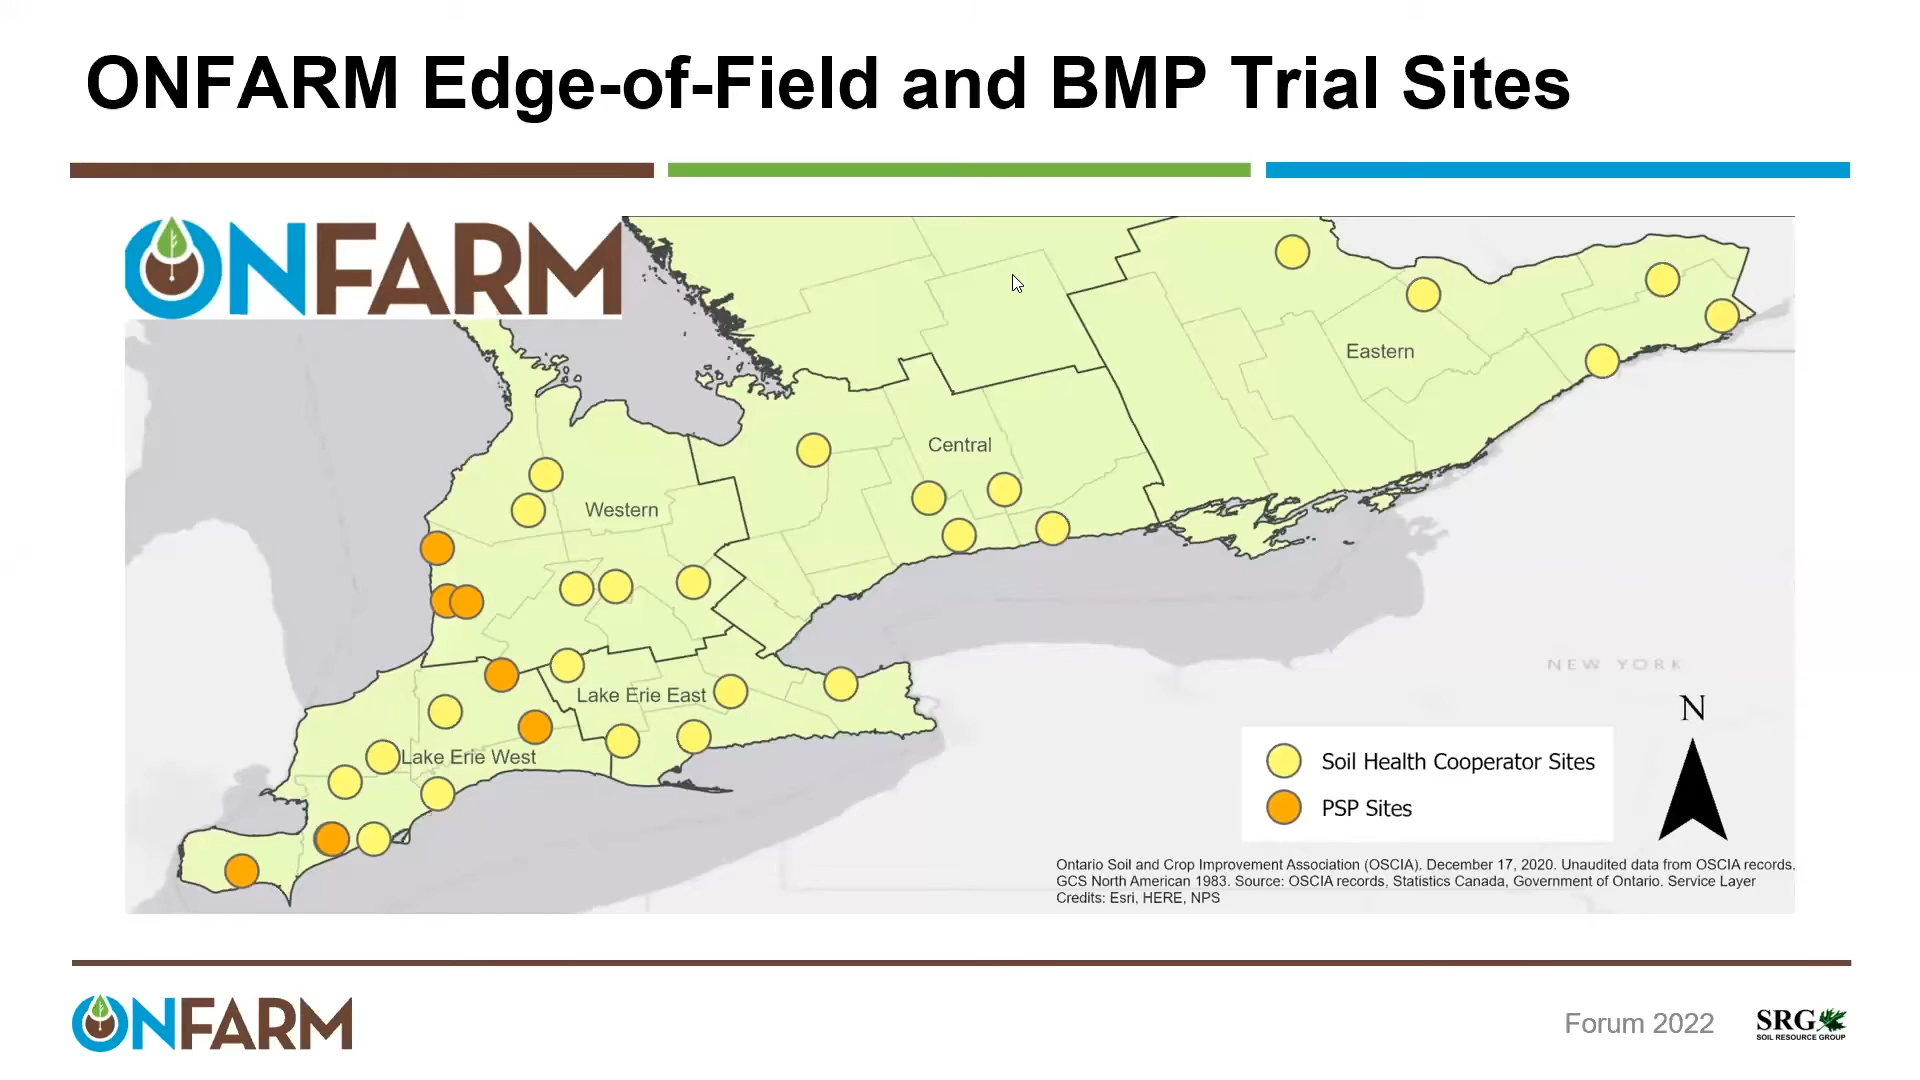 ONFARM Edge-of-Field and BMP Trial Sites
ONFARM
Eastern
Central
Western
NEW YORK
Lake Erie East
N
Lake Erie West
Soil Health Cooperator Sites
PSP Sites
Ontario Soil and Crop Improvement Association (OSCIA). December 17, 2020. Unaudited data from OSCIA records.
GCS North American 1983. Source: OSCIA records, Statistics Canada, Government of Ontario. Service Layer
Credits: Esri, HERE, NPS
ONFARM
Forum 2022
SRG
SOIL RESOURCE GROUP